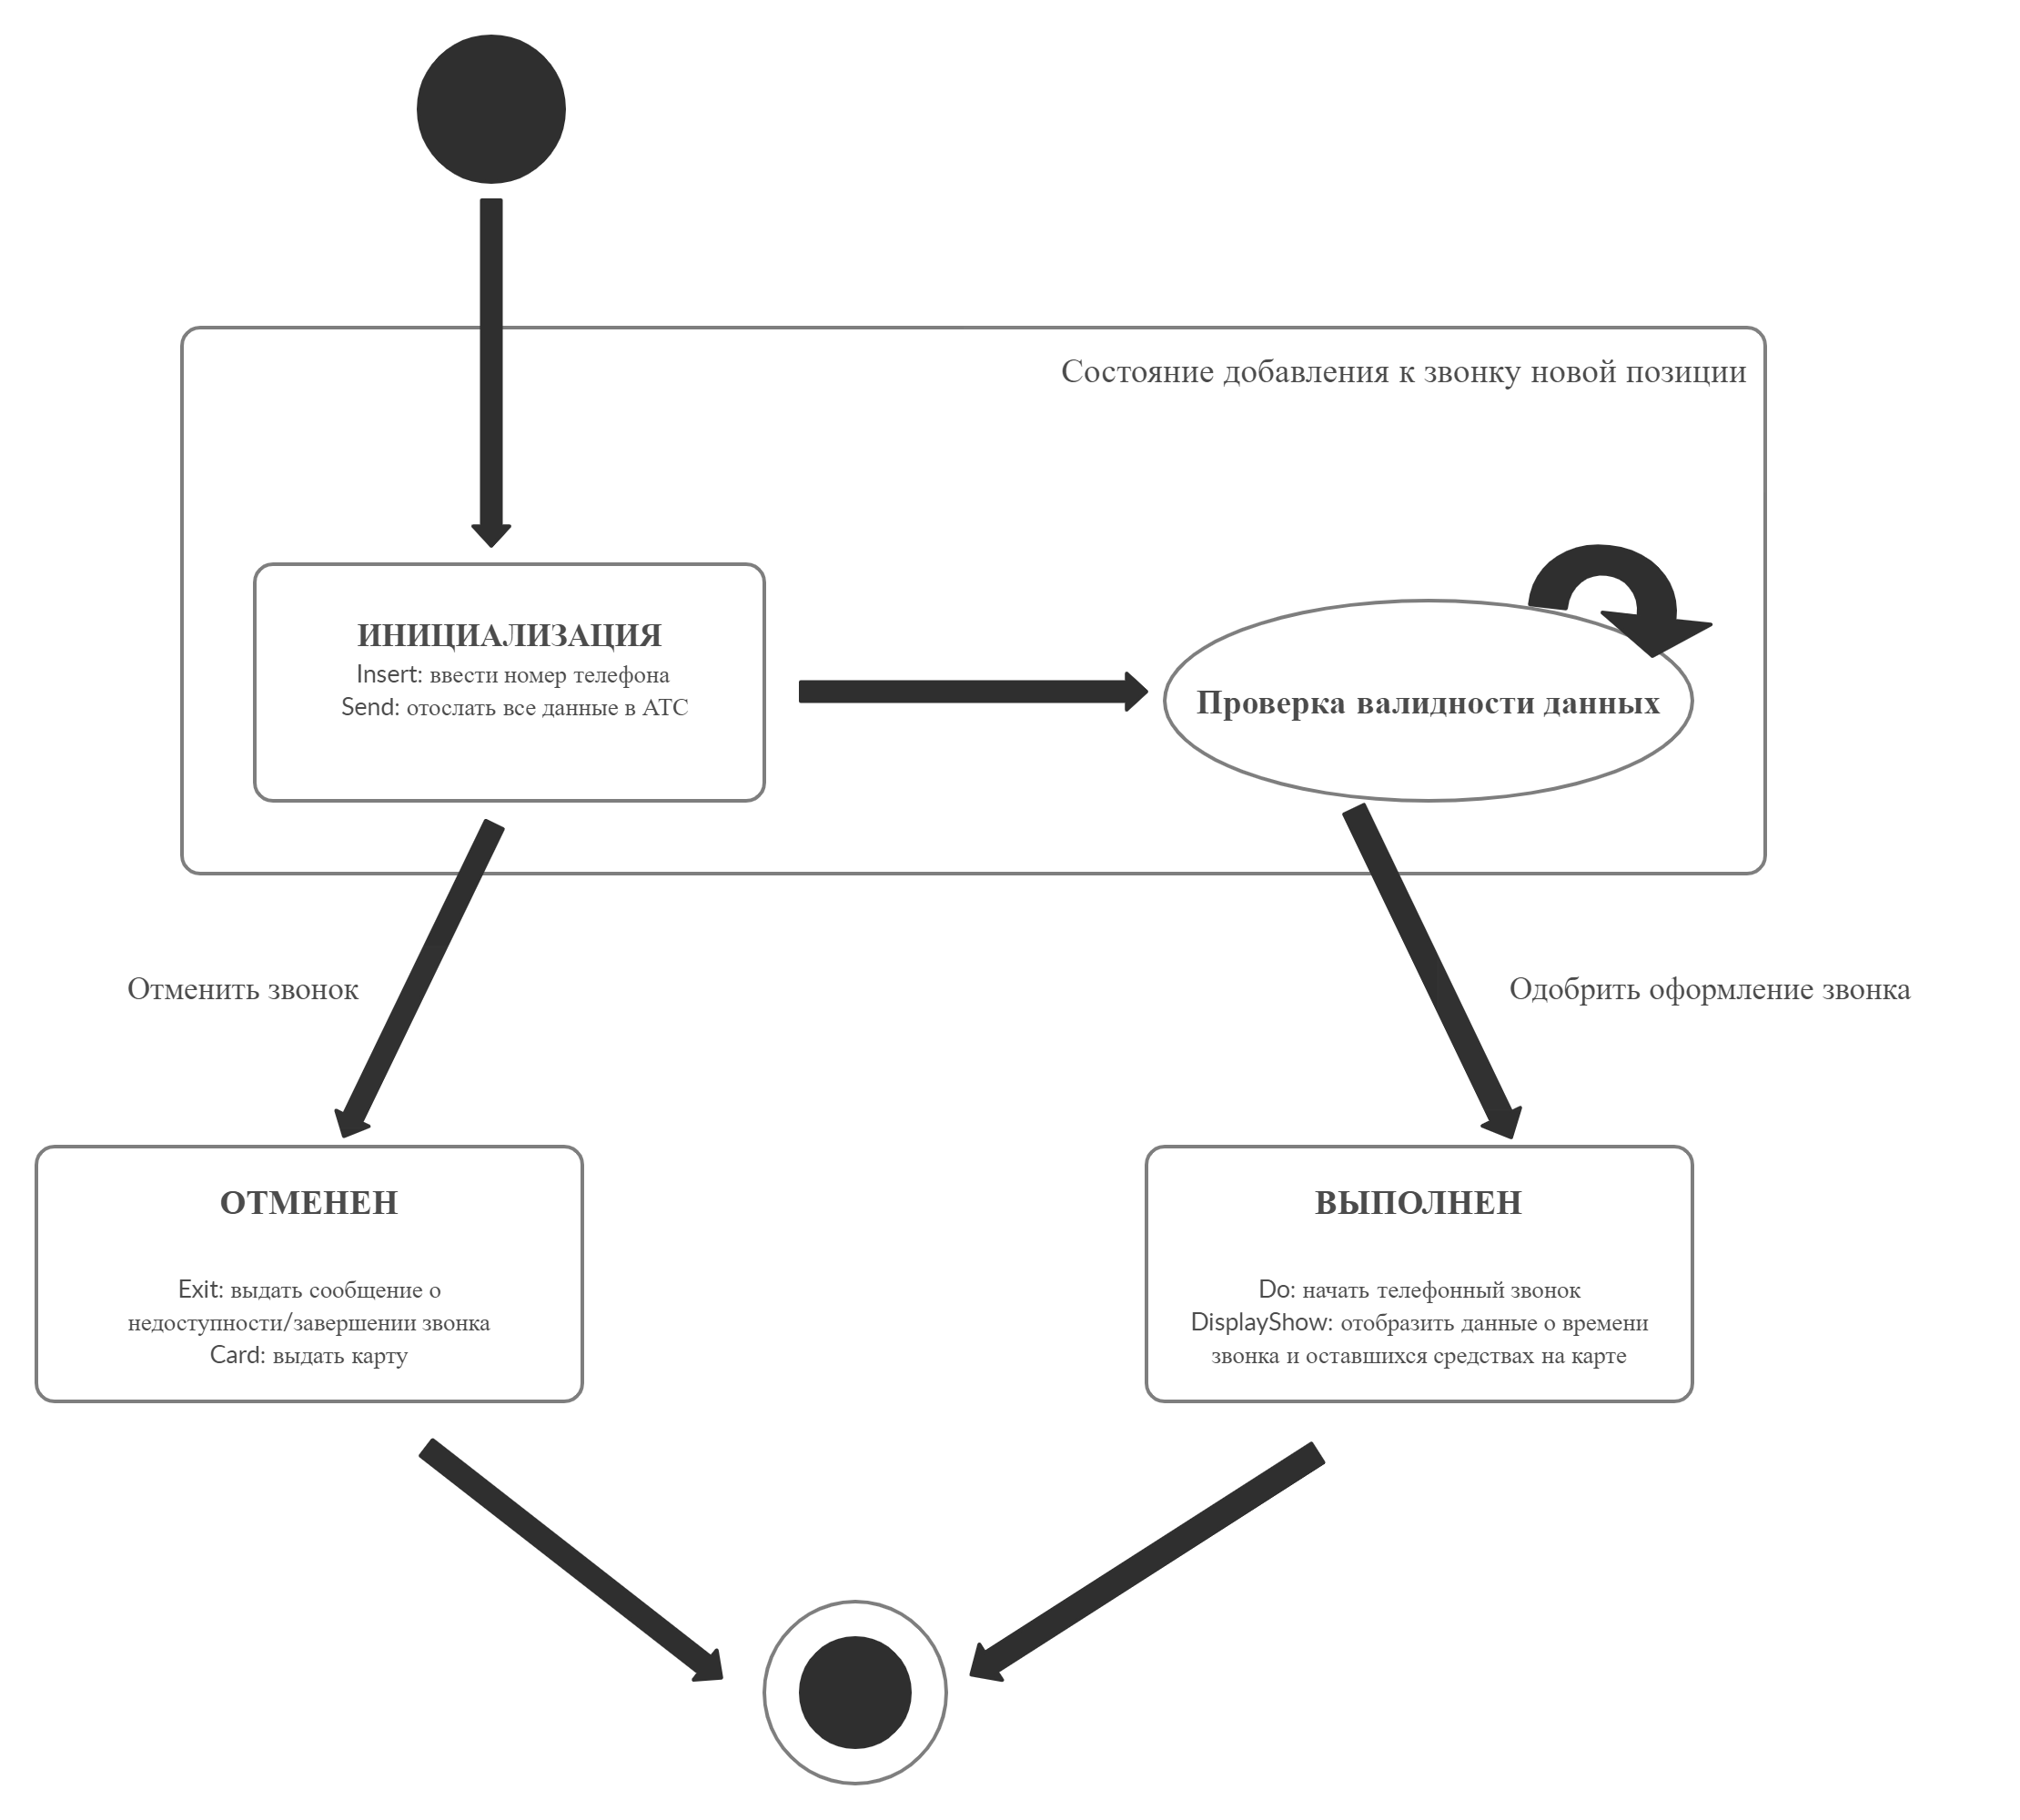 Состояние добавления к звонку новой позиции
ИНИЦИАЛИЗАЦИЯ
Insert: ввести номер телефона
Send: отослать все данные в АТС
Проверка валидности данных
Отменить звонок
Одобрить оформление звонка
ОТМЕНЕН
Exit: выдать сообщение о
недоступности/завершении звонка
Card: выдать карту
ВЫПОЛНЕН
Do: начать телефонный звонок
DisplayShow: отобразить данные о времени
звонка и оставшихся средствах на карте